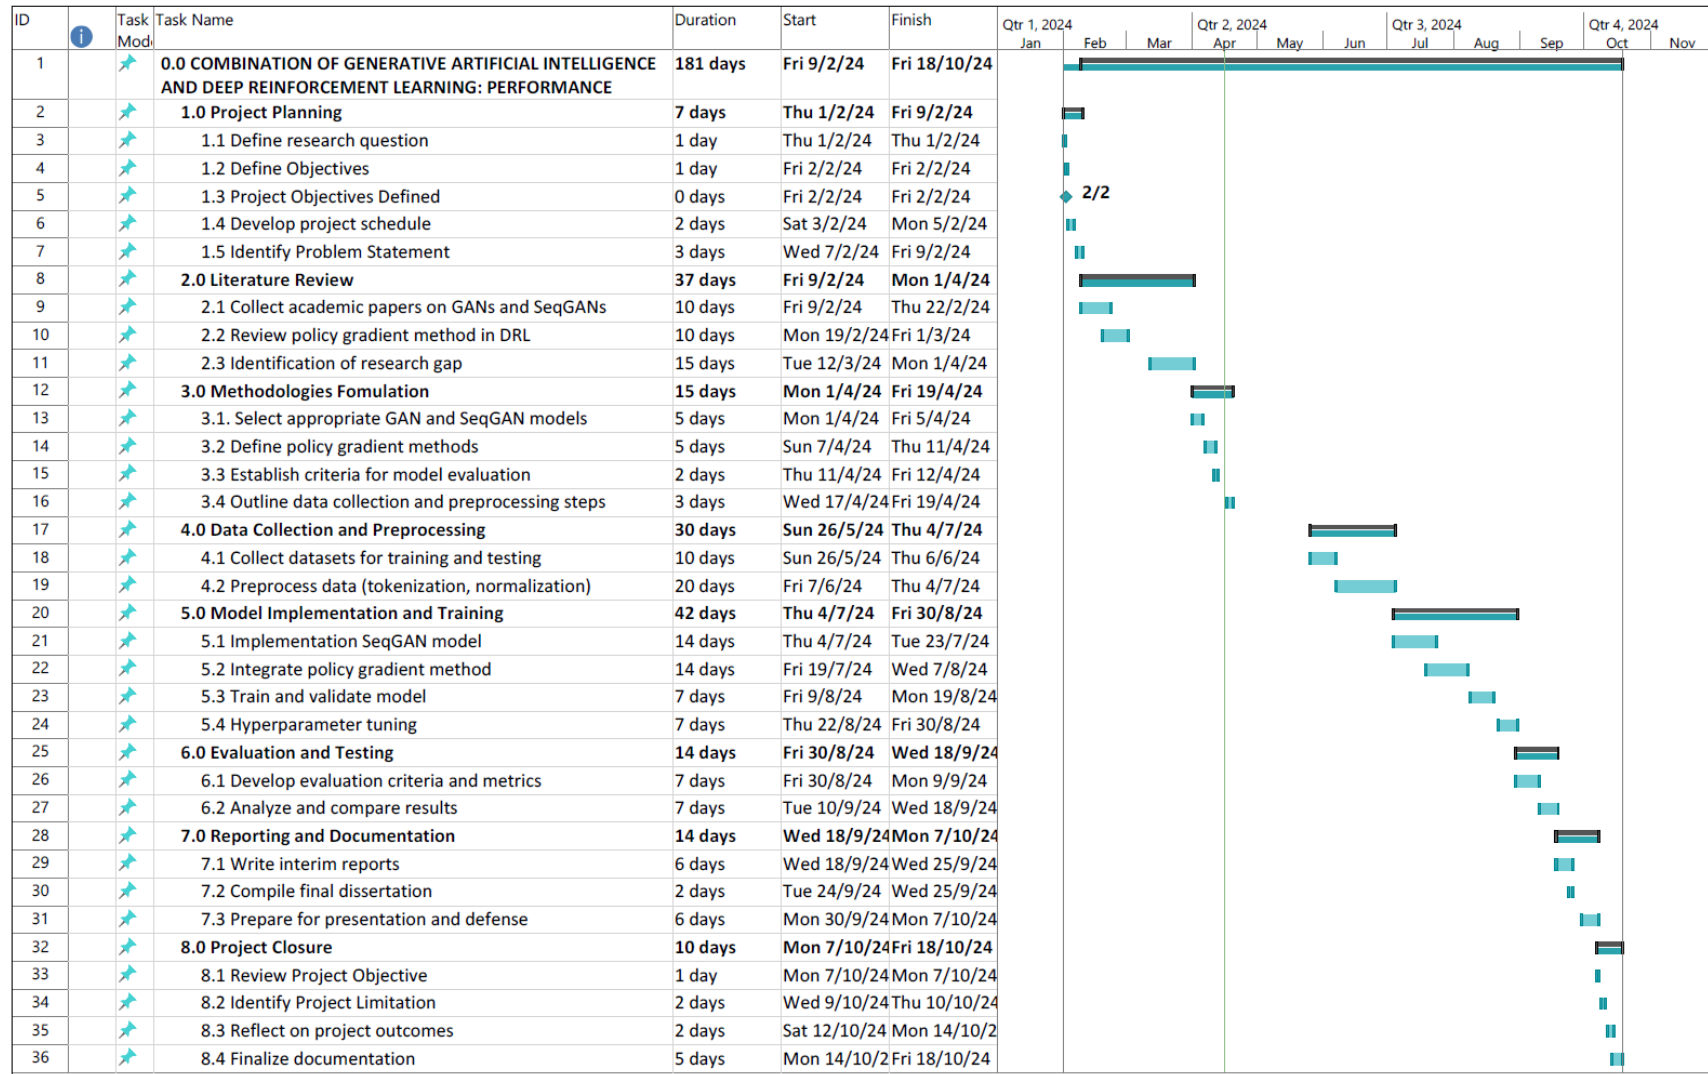 ID Task Task Name Duration Start Finish Qtr 1, 2024 Qtr 2, 2024 Qtr 3, 2024 Qtr 4, 2024
i Mode Jan Feb Mar Apr May Jun Jul Aug Sep Oct Nov
1 0.0 COMBINATION OF GENERATIVE ARTIFICIAL INTELLIGENCE 181 days Fri 9/2/24 Fri 18/10/24
AND DEEP REINFORCEMENT LEARNING: PERFORMANCE
2 1.0 Project Planning 7 days Thu 1/2/24 Fri 9/2/24
3 1.1 Define research question 1 day Thu 1/2/24 Thu 1/2/24
4 1.2 Define Objectives 1 day Fri 2/2/24 Fri 2/2/24
5 1.3 Project Objectives Defined 0 days Fri 2/2/24 Fri 2/2/24 2/2
6 1.4 Develop project schedule 2 days Sat 3/2/24 Mon 5/2/24
7 1.5 Identify Problem Statement 3 days Wed 7/2/24 Fri 9/2/24
8 2.0 Literature Review 37 days Fri 9/2/24 Mon 1/4/24
9 2.1 Collect academic papers on GANs and SeqGANs 10 days Fri 9/2/24 Thu 22/2/24
10 2.2 Review policy gradient method in DRL 10 days Mon 19/2/24 Fri 1/3/24
11 2.3 Identification of research gap 15 days Tue 12/3/24 Mon 1/4/24
12 3.0 Methodologies Fomulation 15 days Mon 1/4/24 Fri 19/4/24
13 3.1. Select appropriate GAN and SeqGAN models 5 days Mon 1/4/24 Fri 5/4/24
14 3.2 Define policy gradient methods 5 days Sun 7/4/24 Thu 11/4/24
15 3.3 Establish criteria for model evaluation 2 days Thu 11/4/24 Fri 12/4/24
16 3.4 Outline data collection and preprocessing steps 3 days Wed 17/4/24 Fri 19/4/24
17 4.0 Data Collection and Preprocessing 30 days Sun 26/5/24 Thu 4/7/24
18 4.1 Collect datasets for training and testing 10 days Sun 26/5/24 Thu 6/6/24
19 4.2 Preprocess data (tokenization, normalization) 20 days Fri 7/6/24 Thu 4/7/24
20 5.0 Model Implementation and Training 42 days Thu 4/7/24 Fri 30/8/24
21 5.1 Implementation SeqGAN model 14 days Thu 4/7/24 Tue 23/7/24
22 5.2 Integrate policy gradient method 14 days Fri 19/7/24 Wed 7/8/24
23 5.3 Train and validate model 7 days Fri 9/8/24 Mon 19/8/24
24 5.4 Hyperparameter tuning 7 days Thu 22/8/24 Fri 30/8/24
25 6.0 Evaluation and Testing 14 days Fri 30/8/24 Wed 18/9/24
26 6.1 Develop evaluation criteria and metrics 7 days Fri 30/8/24 Mon 9/9/24
27 6.2 Analyze and compare results 7 days Tue 10/9/24 Wed 18/9/24
28 7.0 Reporting and Documentation 14 days Wed 18/9/24 Mon 7/10/24
29 7.1 Write interim reports 6 days Wed 18/9/24 Wed 25/9/24
30 7.2 Compile final dissertation 2 days Tue 24/9/24 Wed 25/9/24
31 7.3 Prepare for presentation and defense 6 days Mon 30/9/24 Mon 7/10/24
32 8.0 Project Closure 10 days Mon 7/10/24 Fri 18/10/24
33 8.1 Review Project Objective 1 day Mon 7/10/24 Mon 7/10/24
34 8.2 Identify Project Limitation 2 days Wed 9/10/24 Thu 10/10/24
35 8.3 Reflect on project outcomes 2 days Sat 12/10/24 Mon 14/10/2
36 8.4 Finalize documentation 5 days Mon 14/10/2 Fri 18/10/24